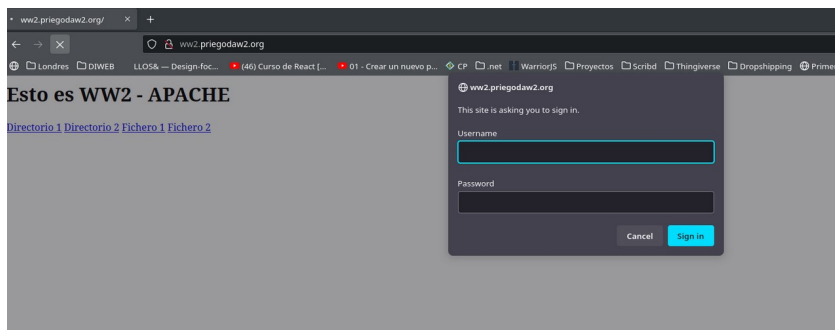 ww2.priegodaw2.org/
ww2.priegodaw2.org
Londres DIWEB LLOS& — Design-foc... (46) Curso de React [... 01 - Crear un nuevo p... CP .net WarriorJS Proyectos Scribd Thingiverse Dropshipping Prime
Esto es WW2 - APACHE
Directorio 1 Directorio 2 Fichero 1 Fichero 2
ww2.priegodaw2.org
This site is asking you to sign in.
Username
Password
Cancel Sign in